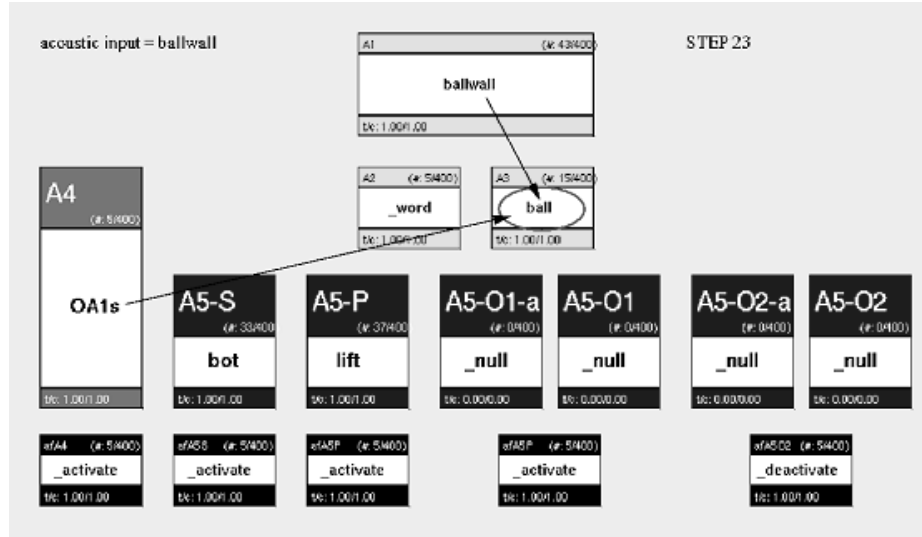 acoustic input = ballwall
STEP 23
A1 (#: 43/400)
ballwall
t/c: 1.00/1.00
A2 (#: 5/400)
_word
t/c: 1.00/1.00
A3 (#: 15/400)
ball
t/c: 1.00/1.00
A4
(#: 5/400)
OA1s
t/c: 1.00/1.00
A5-S
(#: 33/400
bot
t/c: 1.00/1.00
A5-P
(#: 37/400
lift
t/c: 1.00/1.00
A5-O1-a
(#: 0/400)
_null
t/c: 0.00/0.00
A5-O1
(#: 0/400)
_null
t/c: 0.00/0.00
A5-O2-a
(#: 0/400)
_null
t/c: 0.00/0.00
A5-O2
(#: 0/400)
_null
t/c: 0.00/0.00
afA4 (#: 5/400)
_activate
t/c: 1.00/1.00
afA5S (#: 5/400)
_activate
t/c: 1.00/1.00
afA5P (#: 5/400)
_activate
t/c: 1.00/1.00
afA5P (#: 5/400)
_activate
t/c: 1.00/1.00
afA5O2 (#: 5/400)
_deactivate
t/c: 1.00/1.00